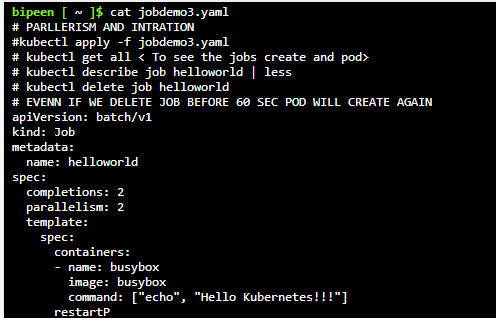 bipeen [ ~ ]$ cat jobdemo3.yaml
# PARLLERISM AND INTRATION
#kubectl apply -f jobdemo3.yaml
# kubectl get all < To see the jobs create and pod>
# kubectl describe job helloworld | less
# kubectl delete job helloworld
# EVENN IF WE DELETE JOB BEFORE 60 SEC POD WILL CREATE AGAIN
apiVersion: batch/v1
kind: Job
metadata:
  name: helloworld
spec:
  completions: 2
  parallelism: 2
  template:
    spec:
      containers:
      - name: busybox
        image: busybox
        command: ["echo", "Hello Kubernetes!!!"]
      restartP